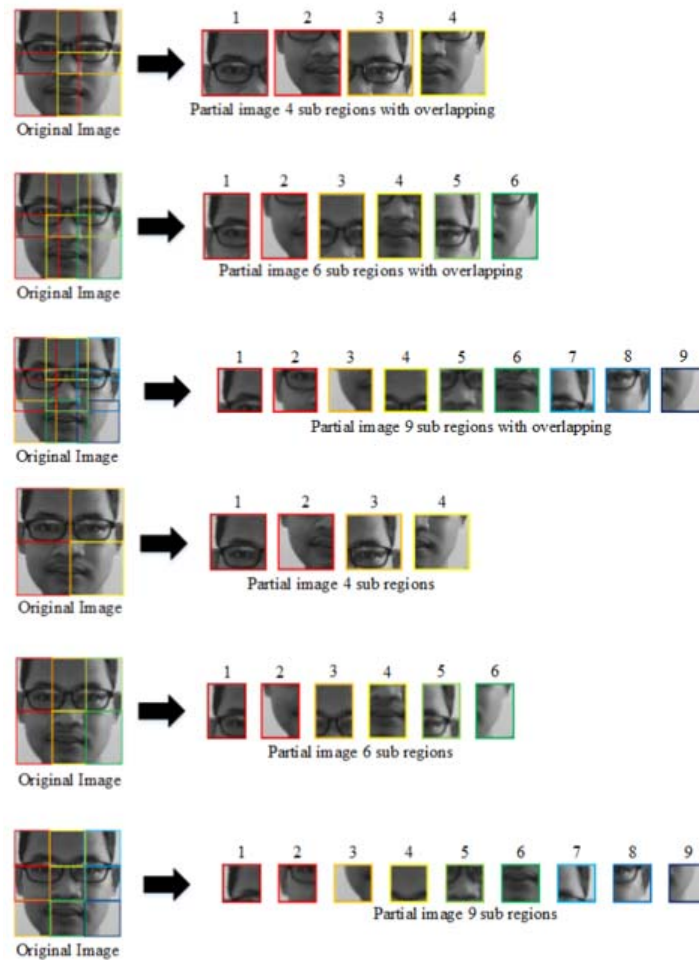 1 2 3 4
Original Image
Partial image 4 sub regions with overlapping
1 2 3 4 5 6
Original Image
Partial image 6 sub regions with overlapping
1 2 3 4 5 6 7 8 9
Original Image
Partial image 9 sub regions with overlapping
1 2 3 4
Original Image
Partial image 4 sub regions
1 2 3 4 5 6
Original Image
Partial image 6 sub regions
1 2 3 4 5 6 7 8 9
Original Image
Partial image 9 sub regions